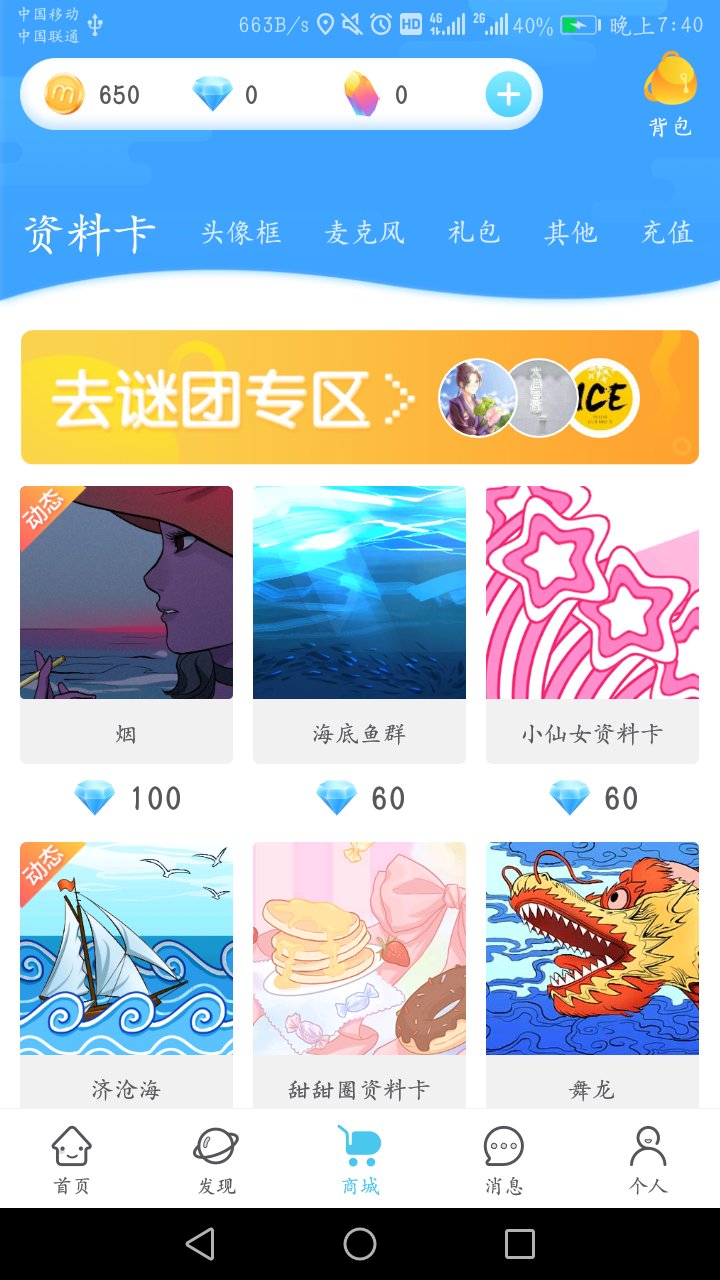 中国移动
中国联通
663B/s HD 4G 2G 40% 晚上7:40
650 0 0
背包
资料卡 头像框 麦克风 礼包 其他 充值
去谜团专区
ICE
动态
烟 海底鱼群 小仙女资料卡
100 60 60
动态
济沧海 甜甜圈资料卡 舞龙
首页 发现 商城 消息 个人